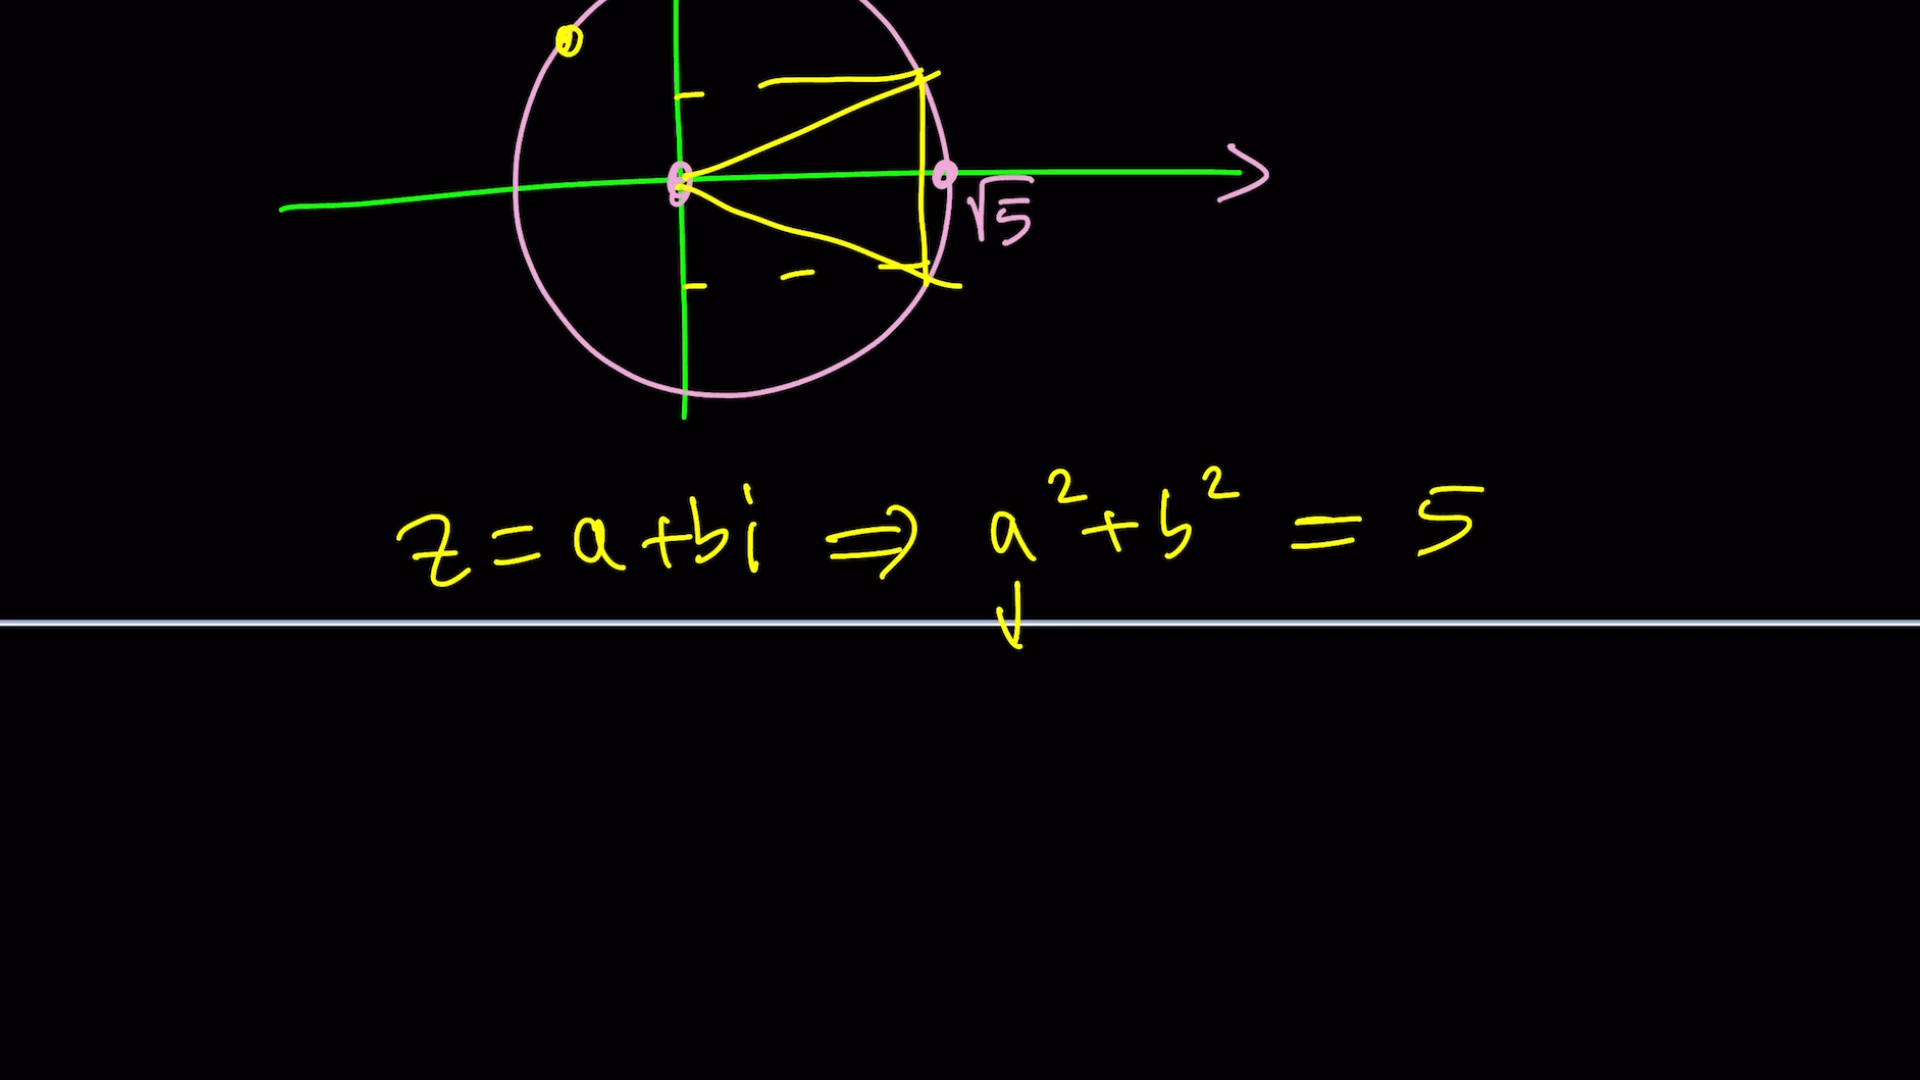 √5
z = a + bi ⇒ a² + b² = 5
↓